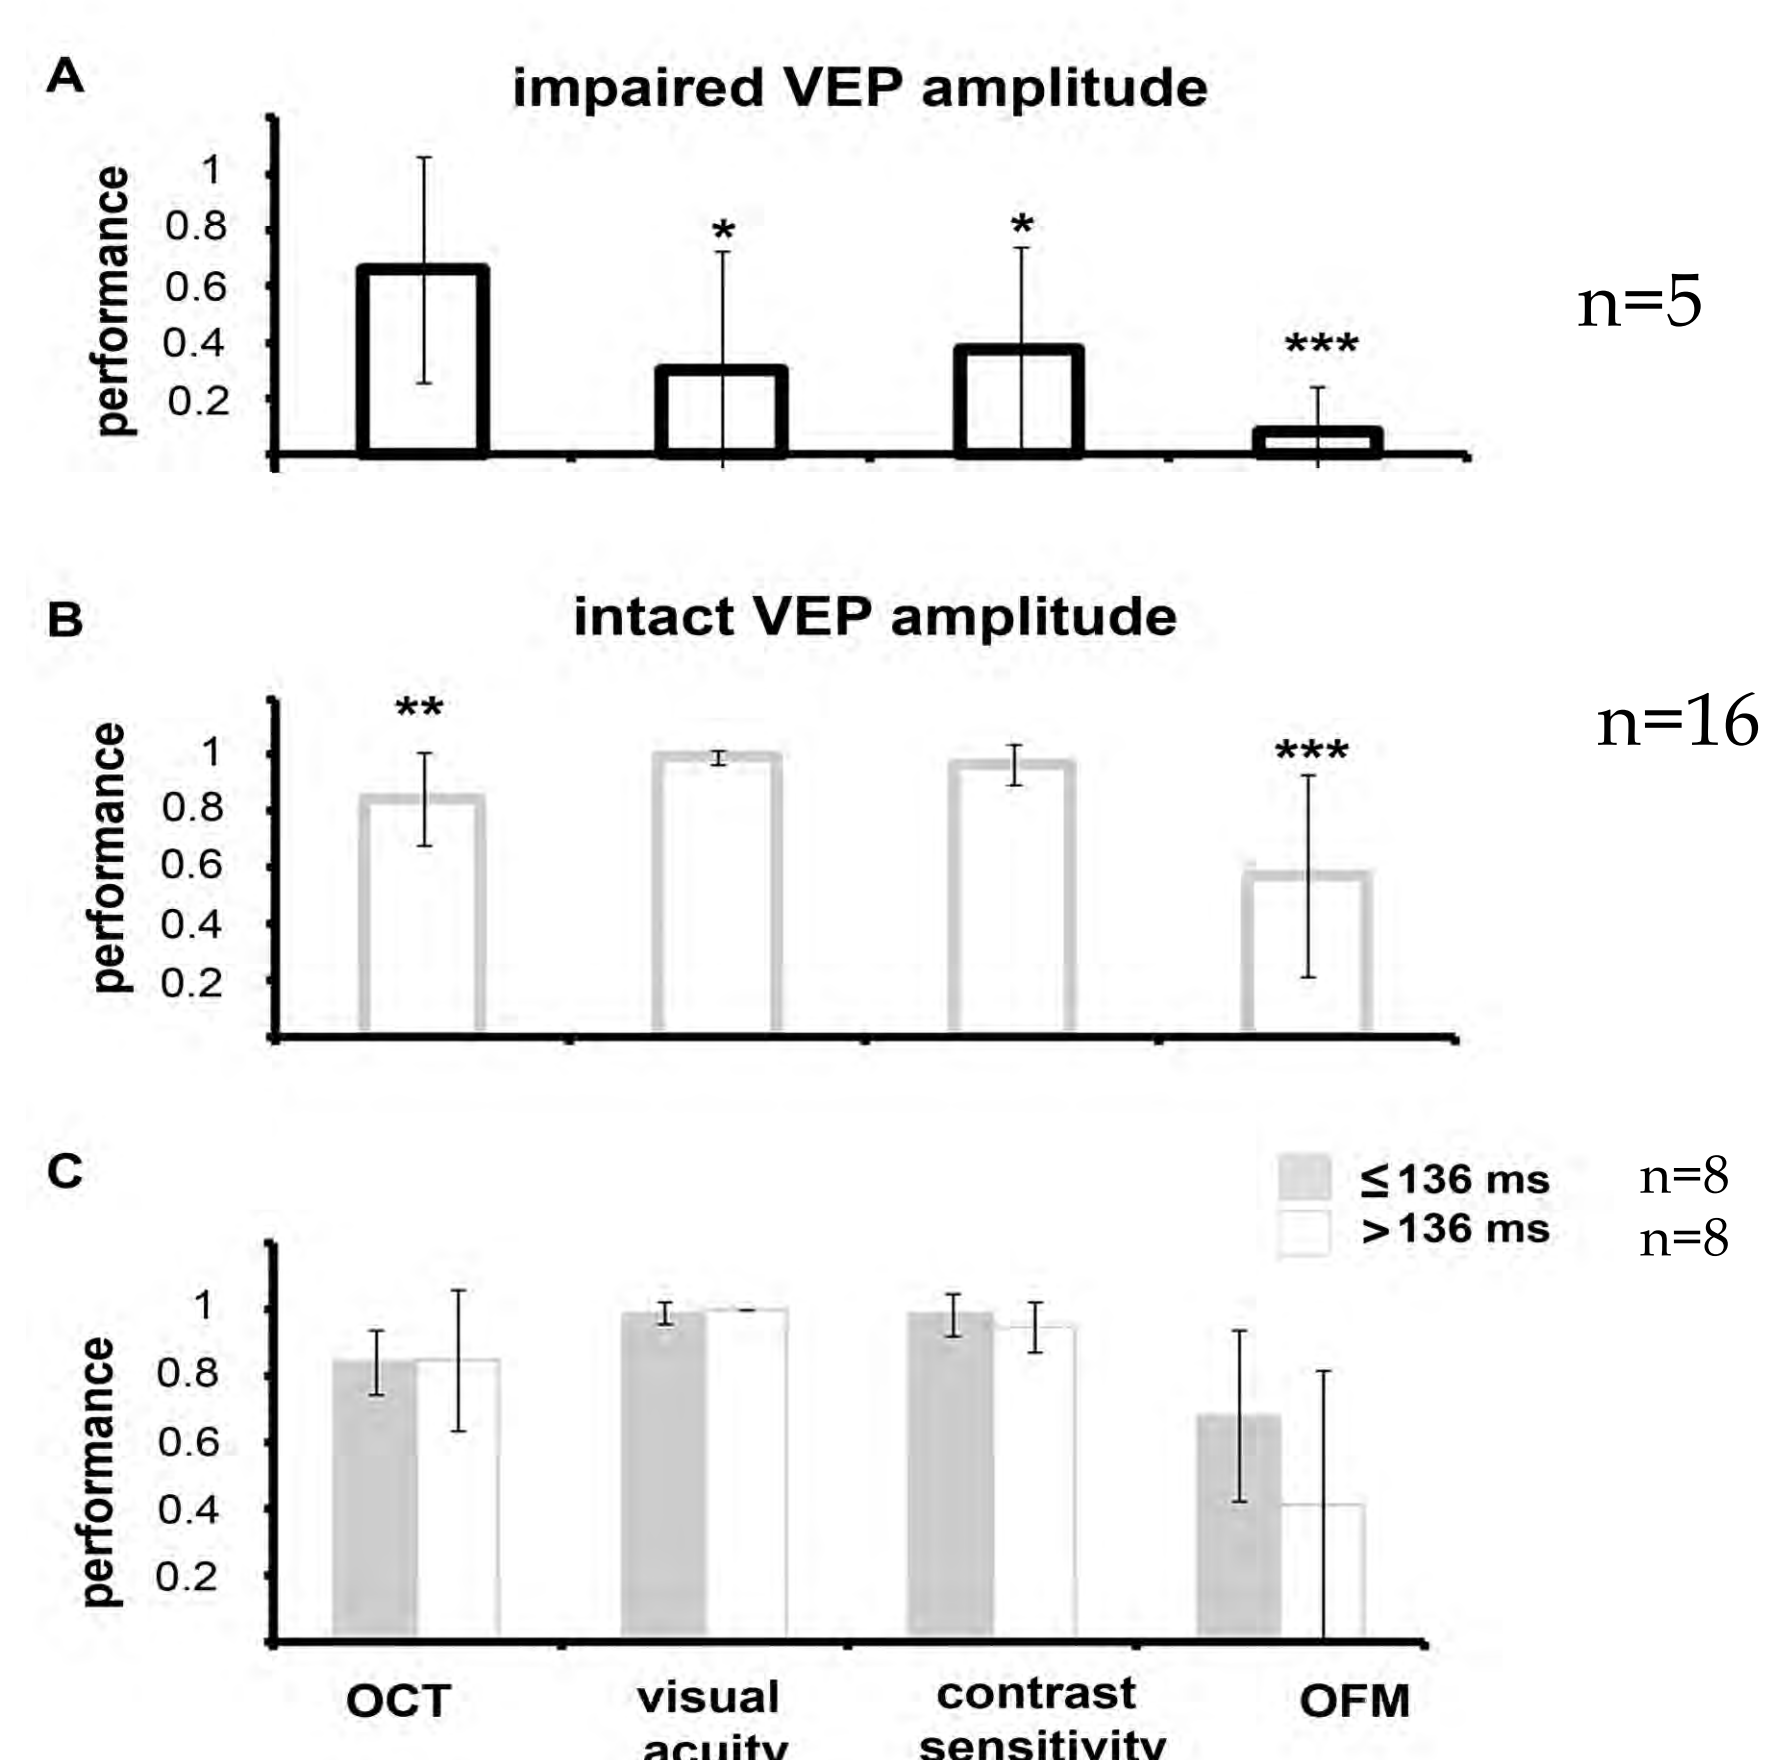 A
impaired VEP amplitude
performance
1
0.8
0.6
0.4
0.2
*
*
***
n=5
B
intact VEP amplitude
performance
1
0.8
0.6
0.4
0.2
**
***
n=16
C
≤ 136 ms n=8
> 136 ms n=8
performance
1
0.8
0.6
0.4
0.2
OCT
visual
acuity
contrast
sensitivity
OFM